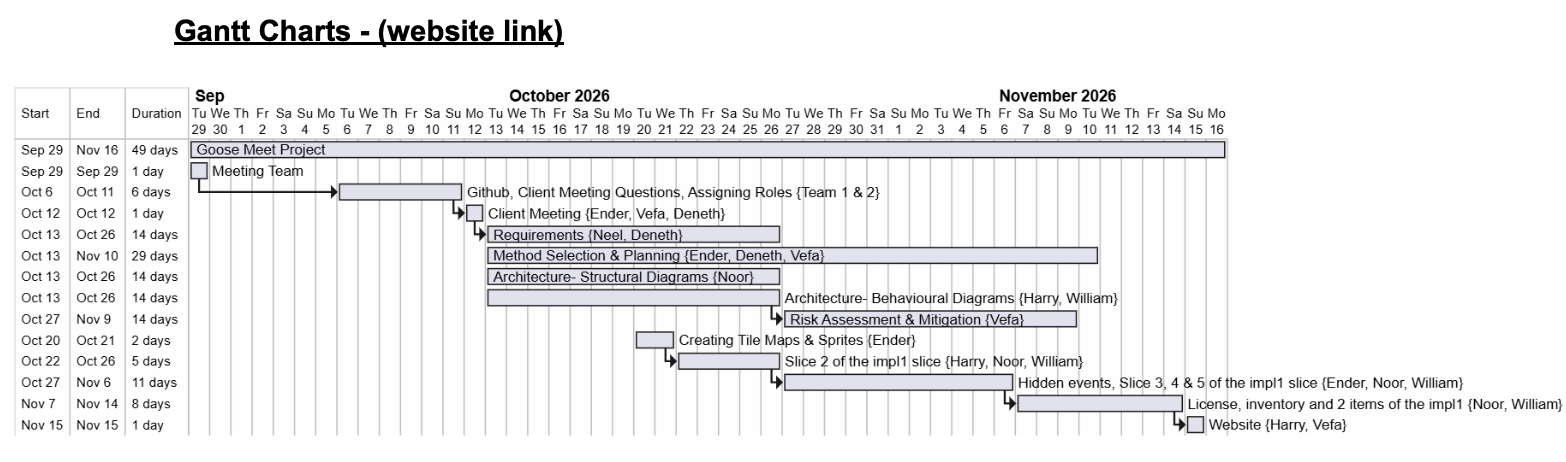 Gantt Charts - (website link)
Sep October 2026 November 2026
Start End Duration Tu We Th Fr Sa Su Mo Tu We Th Fr Sa Su Mo Tu We Th Fr Sa Su Mo Tu We Th Fr Sa Su Mo Tu We Th Fr Sa Su Mo Tu We Th Fr Sa Su Mo Tu We Th Fr Sa Su Mo
29 30 1 2 3 4 5 6 7 8 9 10 11 12 13 14 15 16 17 18 19 20 21 22 23 24 25 26 27 28 29 30 31 1 2 3 4 5 6 7 8 9 10 11 12 13 14 15 16
Sep 29 Nov 16 49 days Goose Meet Project
Sep 29 Sep 29 1 day Meeting Team
Oct 6 Oct 11 6 days Github, Client Meeting Questions, Assigning Roles {Team 1 & 2}
Oct 12 Oct 12 1 day Client Meeting {Ender, Vefa, Deneth}
Oct 13 Oct 26 14 days Requirements {Neel, Deneth}
Oct 13 Nov 10 29 days Method Selection & Planning {Ender, Deneth, Vefa}
Oct 13 Oct 26 14 days Architecture- Structural Diagrams {Noor}
Oct 13 Oct 26 14 days Architecture- Behavioural Diagrams {Harry, William}
Oct 27 Nov 9 14 days Risk Assessment & Mitigation {Vefa}
Oct 20 Oct 21 2 days Creating Tile Maps & Sprites {Ender}
Oct 22 Oct 26 5 days Slice 2 of the impl1 slice {Harry, Noor, William}
Oct 27 Nov 6 11 days Hidden events, Slice 3, 4 & 5 of the impl1 slice {Ender, Noor, William}
Nov 7 Nov 14 8 days License, inventory and 2 items of the impl1 {Noor, William}
Nov 15 Nov 15 1 day Website {Harry, Vefa}